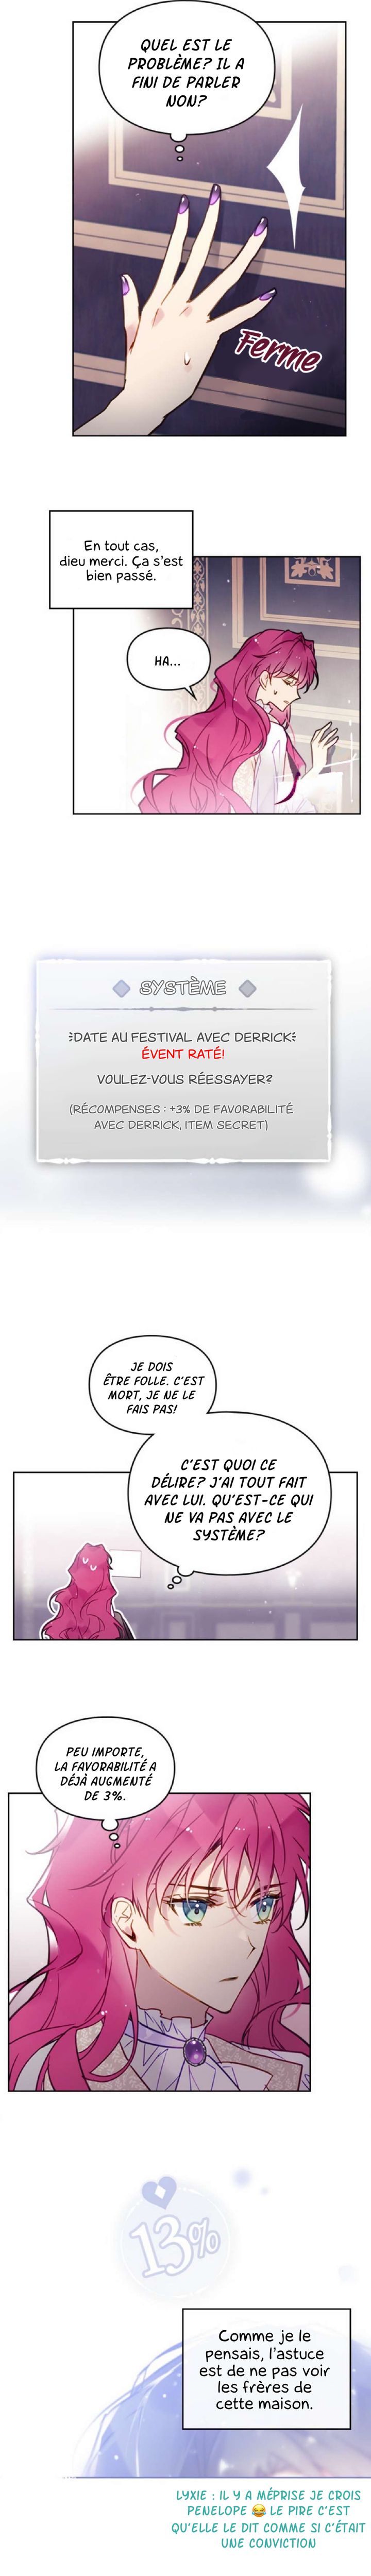 QUEL EST LE
PROBLÈME? IL A
FINI DE PARLER
NON?
Ferme
En tout cas,
dieu merci. Ça s'est
bien passé.
HA...
SYSTÈME
DATE AU FESTIVAL AVEC DERRICK
ÉVENT RATÉ!
VOULEZ-VOUS RÉESSAYER?
(RÉCOMPENSES : +3% DE FAVORABILITÉ
AVEC DERRICK, ITEM SECRET)
JE DOIS
ÊTRE FOLLE. C'EST
MORT, JE NE LE
FAIS PAS!
C'EST QUOI CE
DÉLIRE? J'AI TOUT FAIT
AVEC LUI. QU'EST-CE QUI
NE VA PAS AVEC LE
SYSTÈME?
PEU IMPORTE,
LA FAVORABILITÉ A
DÉJÀ AUGMENTÉ
DE 3%.
13%
Comme je le
pensais, l'astuce
est de ne pas voir
les frères de
cette maison.
LYXIE : IL Y A MÉPRISE JE CROIS
PENELOPE 😂 LE PIRE C'EST
QU'ELLE LE DIT COMME SI C'ÉTAIT
UNE CONVICTION